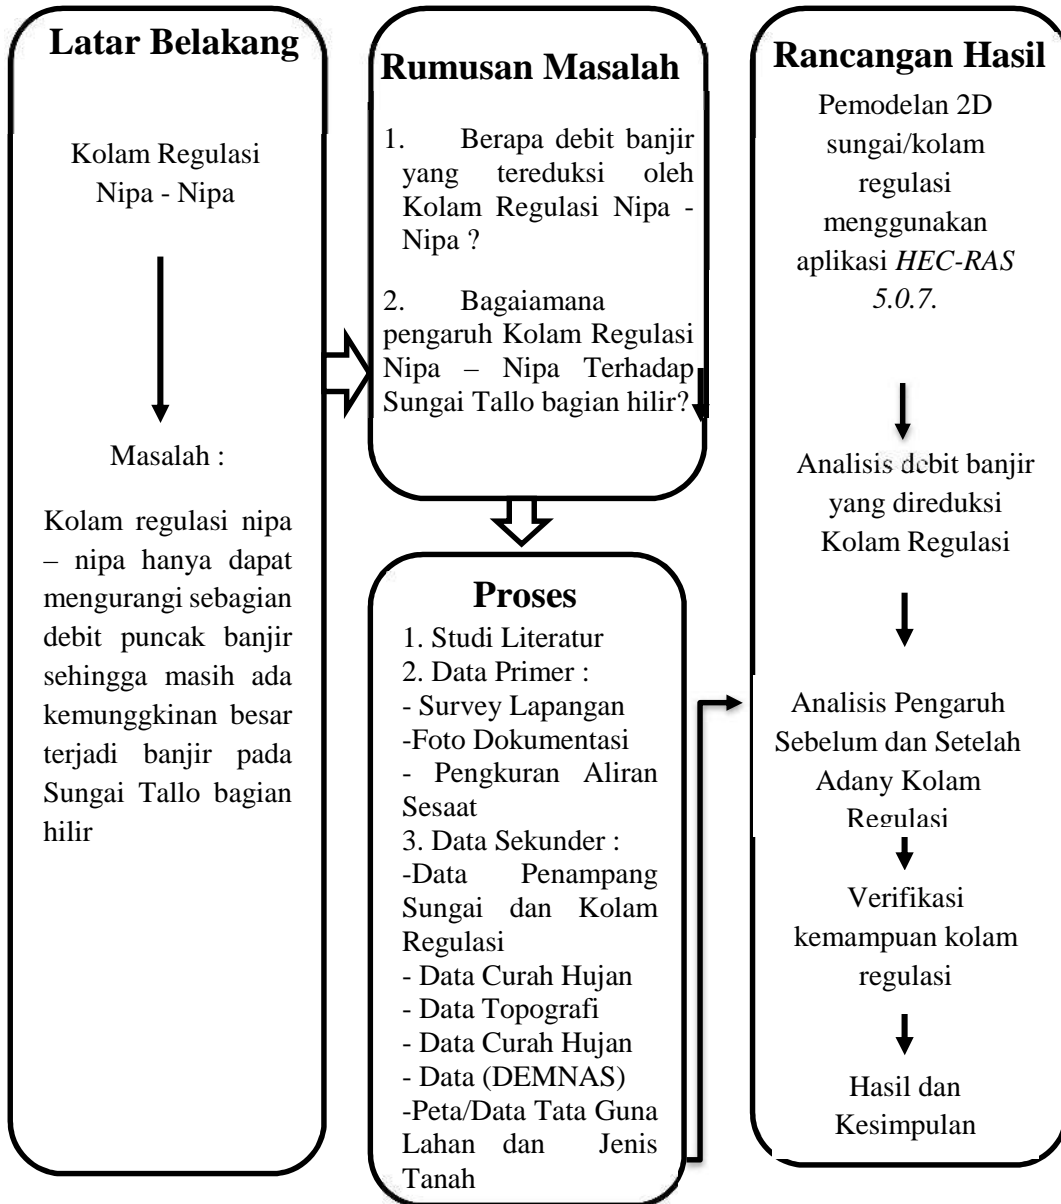 Latar Belakang
Kolam Regulasi
Nipa - Nipa
Masalah :
Kolam regulasi nipa
– nipa hanya dapat
mengurangi sebagian
debit puncak banjir
sehingga masih ada
kemunggkinan besar
terjadi banjir pada
Sungai Tallo bagian
hilir
Rumusan Masalah
1. Berapa debit banjir
yang tereduksi oleh
Kolam Regulasi Nipa -
Nipa ?
2. Bagaiamana
pengaruh Kolam Regulasi
Nipa – Nipa Terhadap
Sungai Tallo bagian hilir?
Proses
1. Studi Literatur
2. Data Primer :
- Survey Lapangan
-Foto Dokumentasi
- Pengkuran Aliran
Sesaat
3. Data Sekunder :
-Data Penampang
Sungai dan Kolam
Regulasi
- Data Curah Hujan
- Data Topografi
- Data Curah Hujan
- Data (DEMNAS)
-Peta/Data Tata Guna
Lahan dan Jenis
Tanah
Rancangan Hasil
Pemodelan 2D
sungai/kolam
regulasi
menggunakan
aplikasi HEC-RAS
5.0.7.
Analisis debit banjir
yang direduksi
Kolam Regulasi
Analisis Pengaruh
Sebelum dan Setelah
Adany Kolam
Regulasi
Verifikasi
kemampuan kolam
regulasi
Hasil dan
Kesimpulan